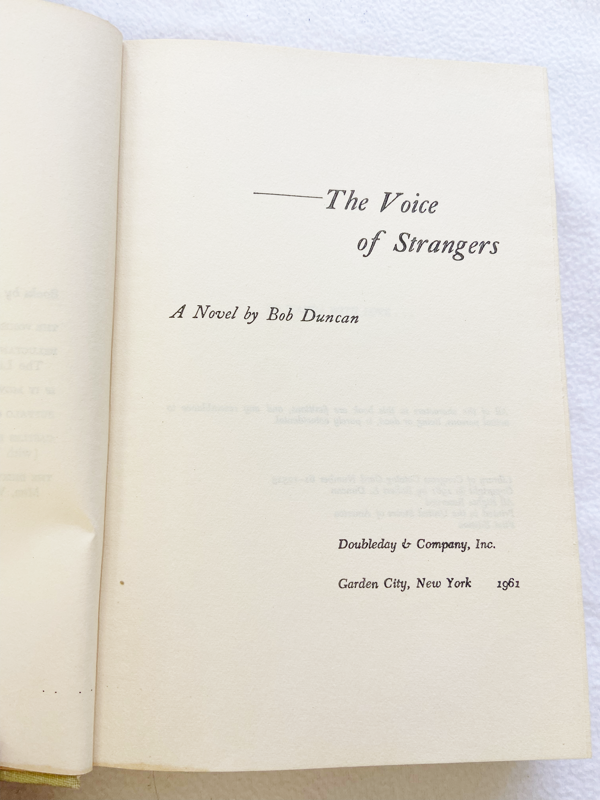 The Voice
of Strangers
A Novel by Bob Duncan
Doubleday & Company, Inc.
Garden City, New York 1961